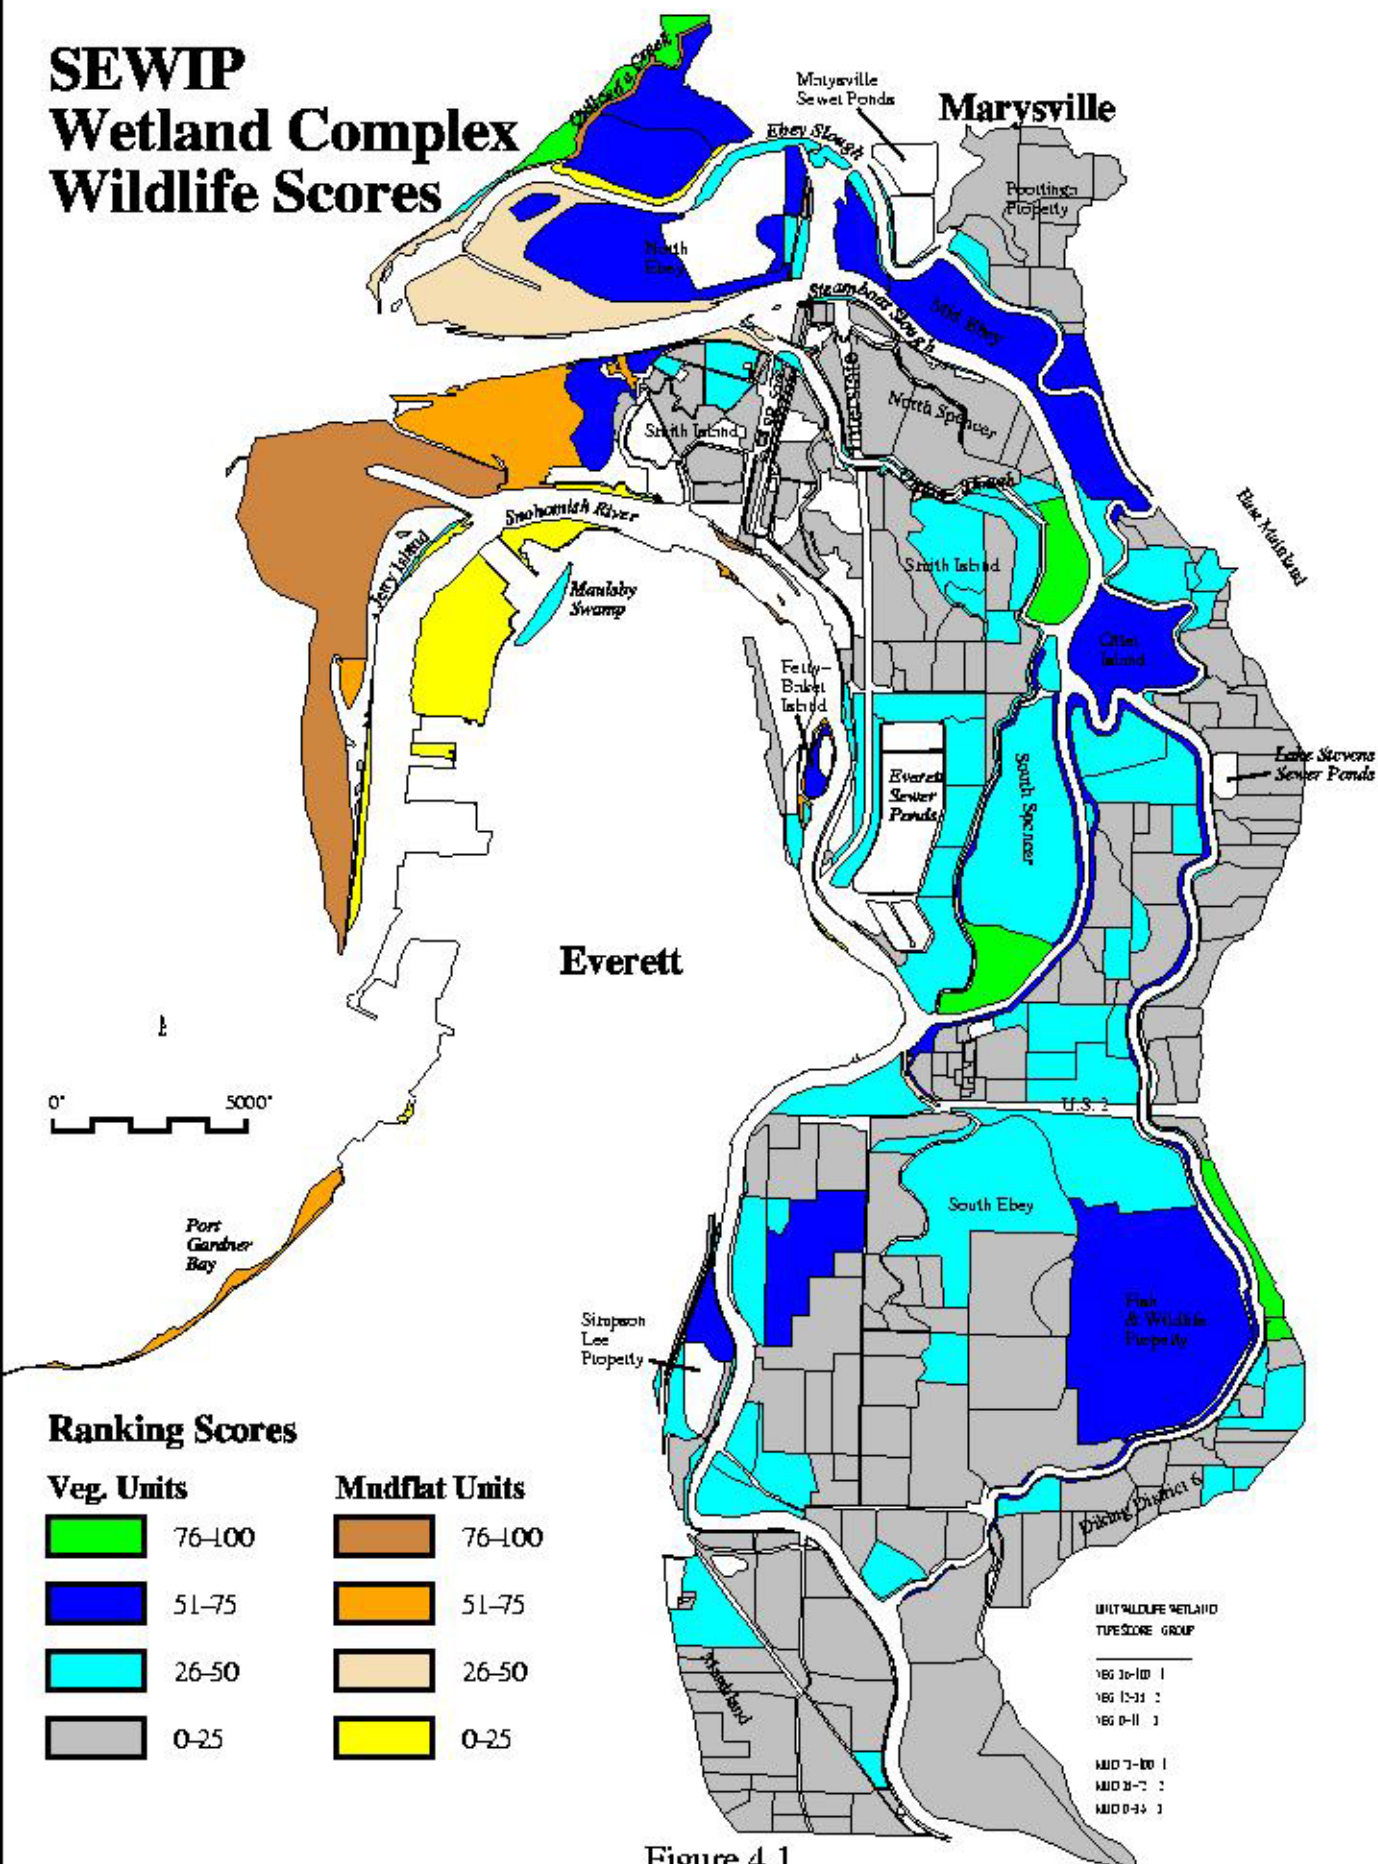 SEWIP
Wetland Complex
Wildlife Scores
Marysville
Sewer Ponds
Marysville
Ebey Slough
North
Ebey
Steamboat Slough
Mid Ebey
North Spencer
Smith Island
Snohomish River
Jetty Island
Maulsby
Swamp
Smith Island
East Mainland
Otter
Island
Island
Everett
Sewer
Ponds
South Spencer
Lake Stevens
Sewer Ponds
Everett
0'
5000'
U.S. 2
South Ebey
Port
Gardner
Bay
Simpson
Lee
Property
Fish
& Wildlife
Property
Diking District 6
Marshland
Ranking Scores
Veg. Units
Mudflat Units
76-100
76-100
51-75
51-75
26-50
26-50
0-25
0-25
Figure 4.1